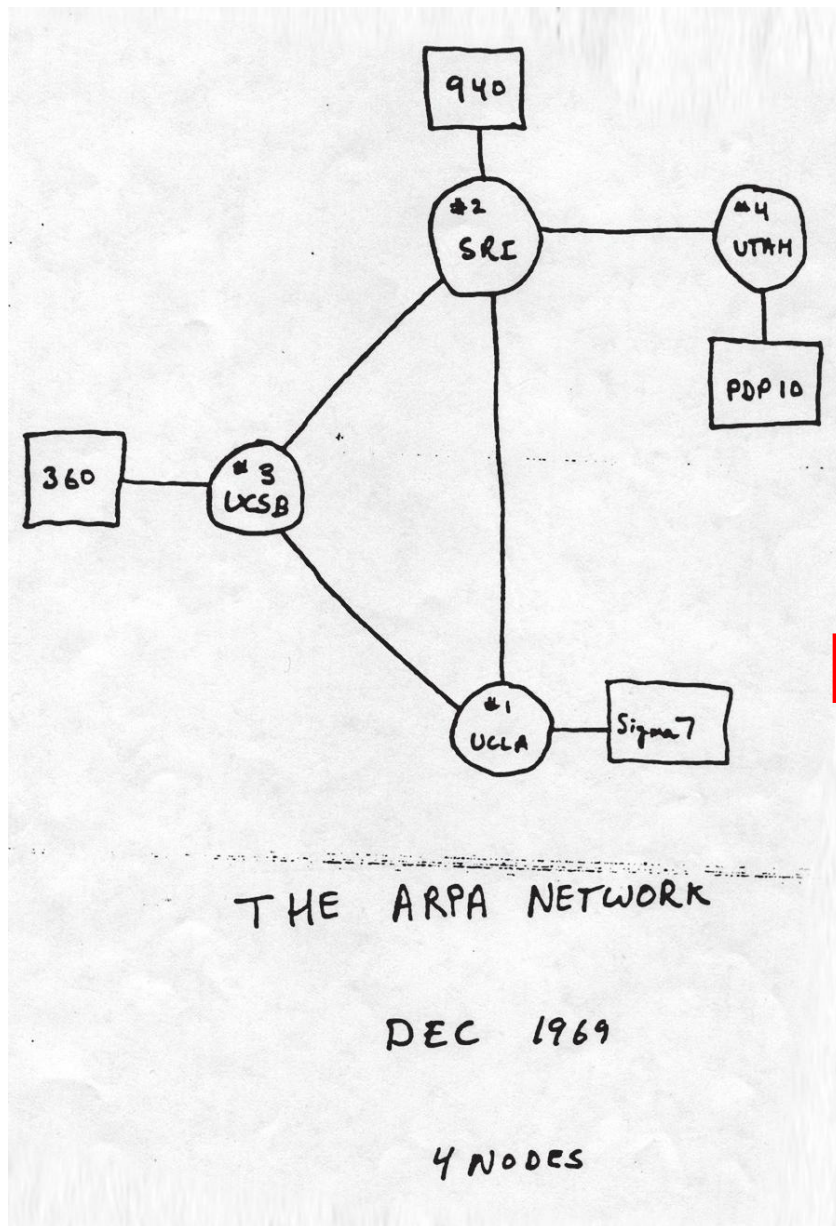 940
#2
SRI
#4
UTAH
PDP 10
360
#3
UCSB
#1
UCLA
Sigma 7
THE ARPA NETWORK
DEC 1969
4 NODES